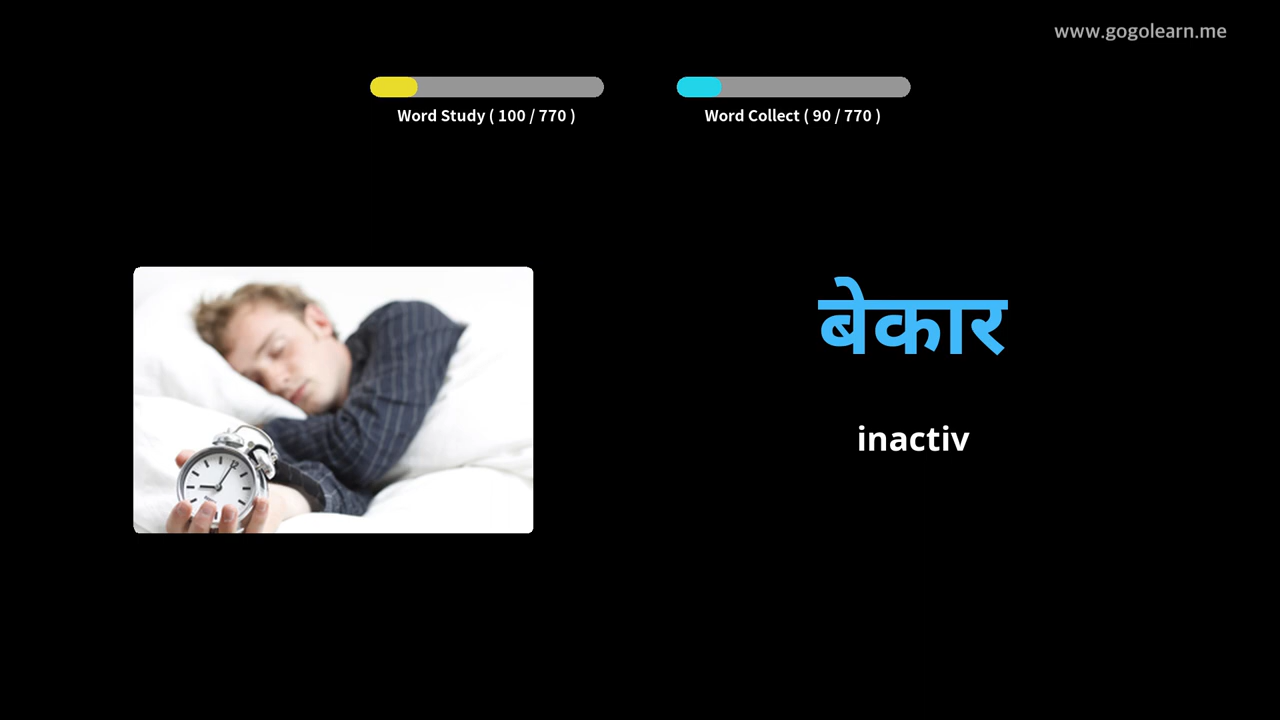 www.gogolearn.me
Word Study ( 100 / 770 )
Word Collect ( 90 / 770 )
बेकार
inactiv